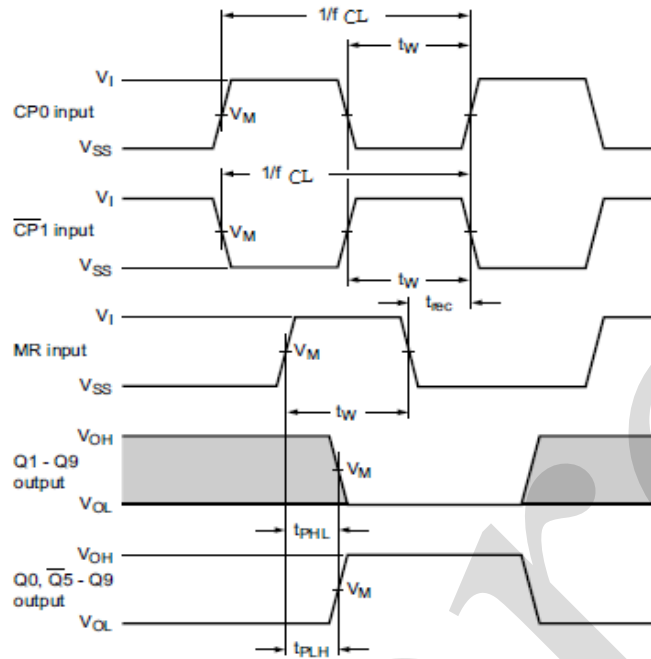 1/f CL
tW
VI
CP0 input
VM
VSS
1/f CL
VI
CP1 input
VM
VSS
tW
trec
VI
MR input
VM
VSS
tW
VOH
Q1 - Q9
output
VM
VOL
tPHL
VOH
Q0, Q5 - Q9
output
VM
VOL
tPLH